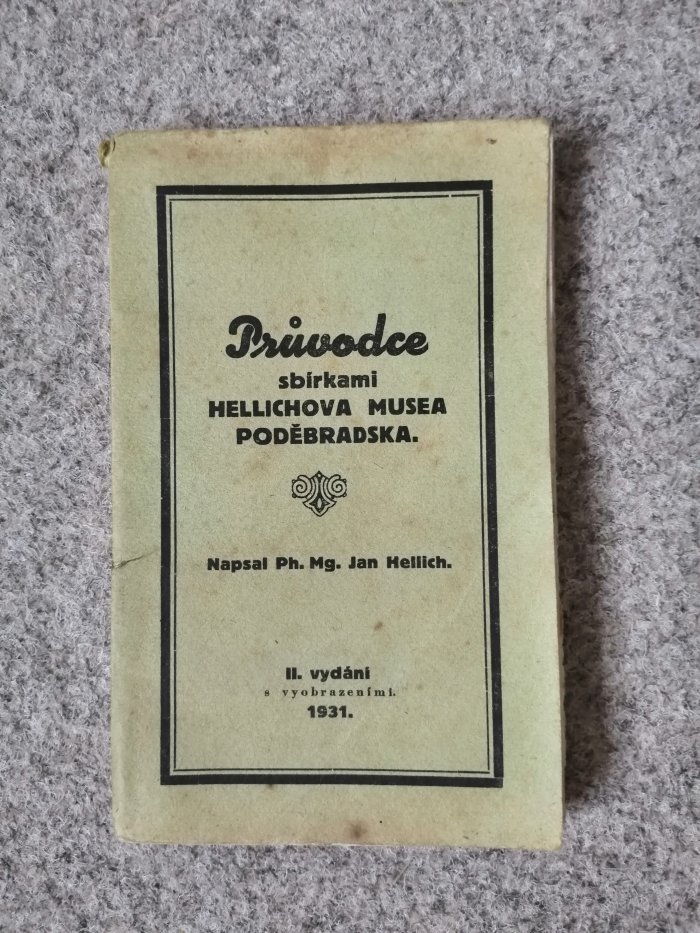 Průvodce
sbírkami
HELLICHOVA MUSEA
PODĚBRADSKA.
Napsal Ph. Mg. Jan Hellich.
II. vydání
s vyobrazeními.
1931.